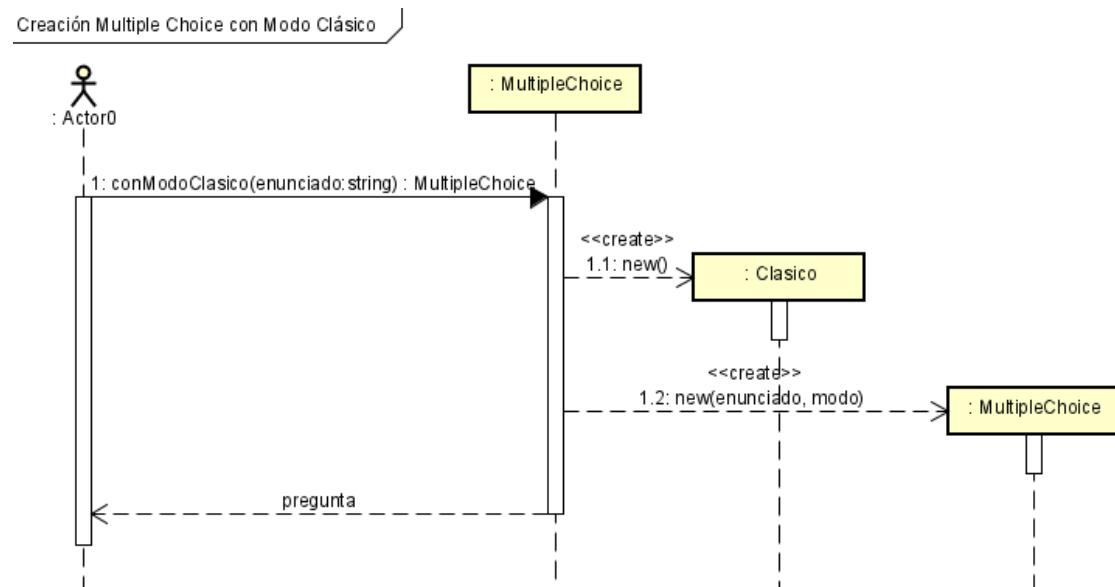 Creación Multiple Choice con Modo Clásico
: MultipleChoice
: Actor0
1: conModoClasico(enunciado:string) : MultipleChoice
<<create>>
1.1: new()
: Clasico
<<create>>
1.2: new(enunciado, modo)
: MultipleChoice
pregunta